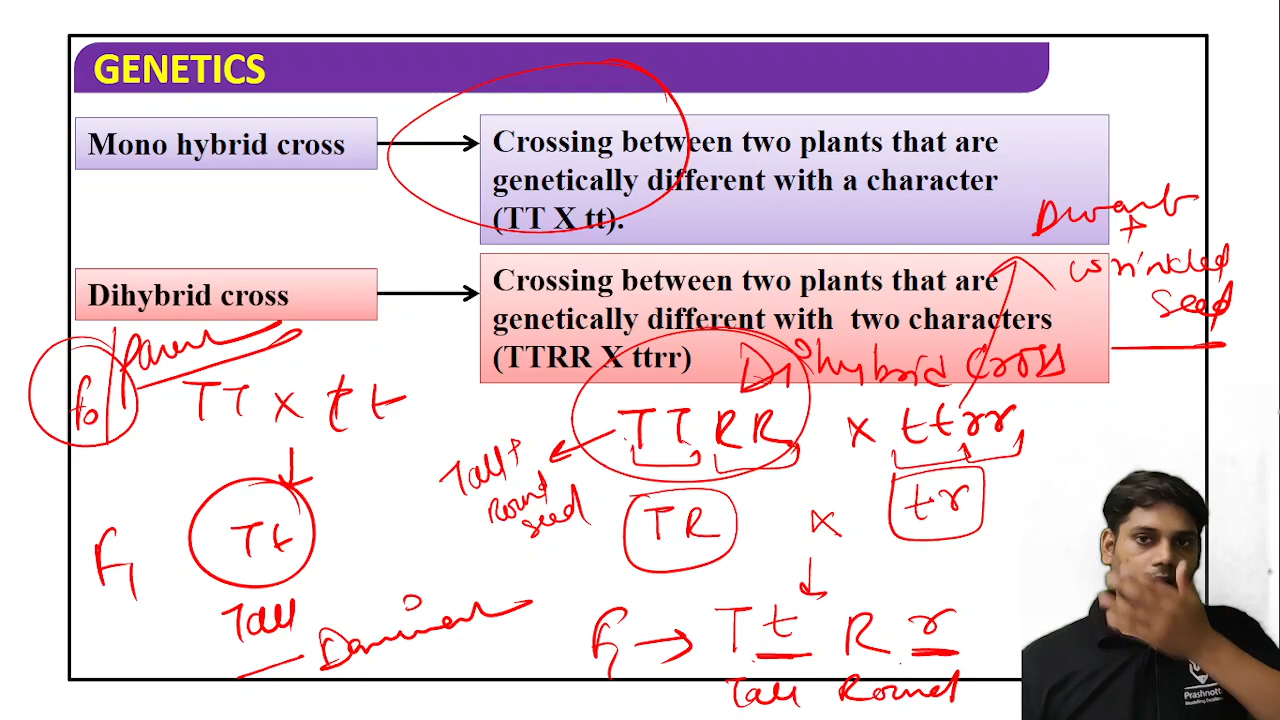 GENETICS
Mono hybrid cross
Crossing between two plants that are
genetically different with a character
(TT X tt).
Dwarf
+
wrinkled
seed
Dihybrid cross
Crossing between two plants that are
genetically different with two characters
(TTRR X ttrr)
Dihybrid cross
F0 / Parent
TT x tt
TTRR x ttrr
Tall +
Round
seed
TR x tr
F1
Tt
Tall
Dominant
F1 → Tt Rr
Tall Round
Prashnott